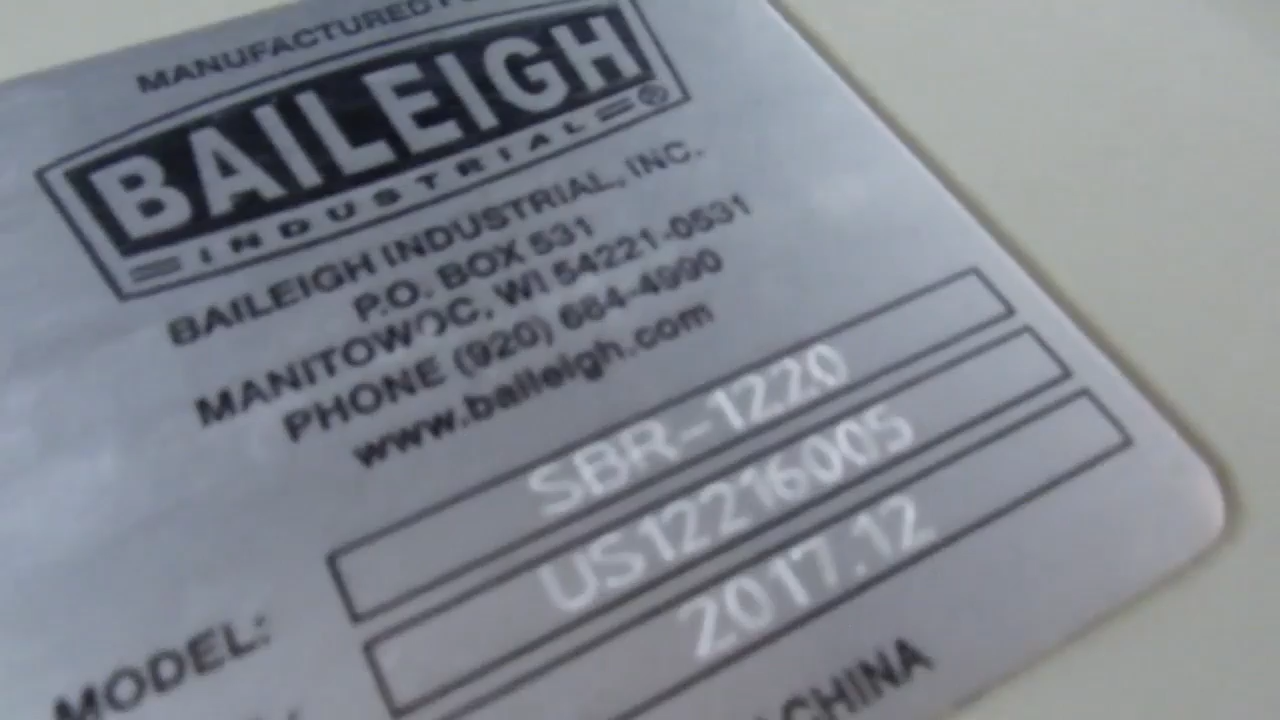 MANUFACTURED
BAILEIGH
INDUSTRIAL
BAILEIGH INDUSTRIAL, INC.
P.O. BOX 531
MANITOWOC, WI 54221-0531
PHONE (920) 684-4990
www.baileigh.com
MODEL: SBR-1220
US12216005
2017.12
CHINA